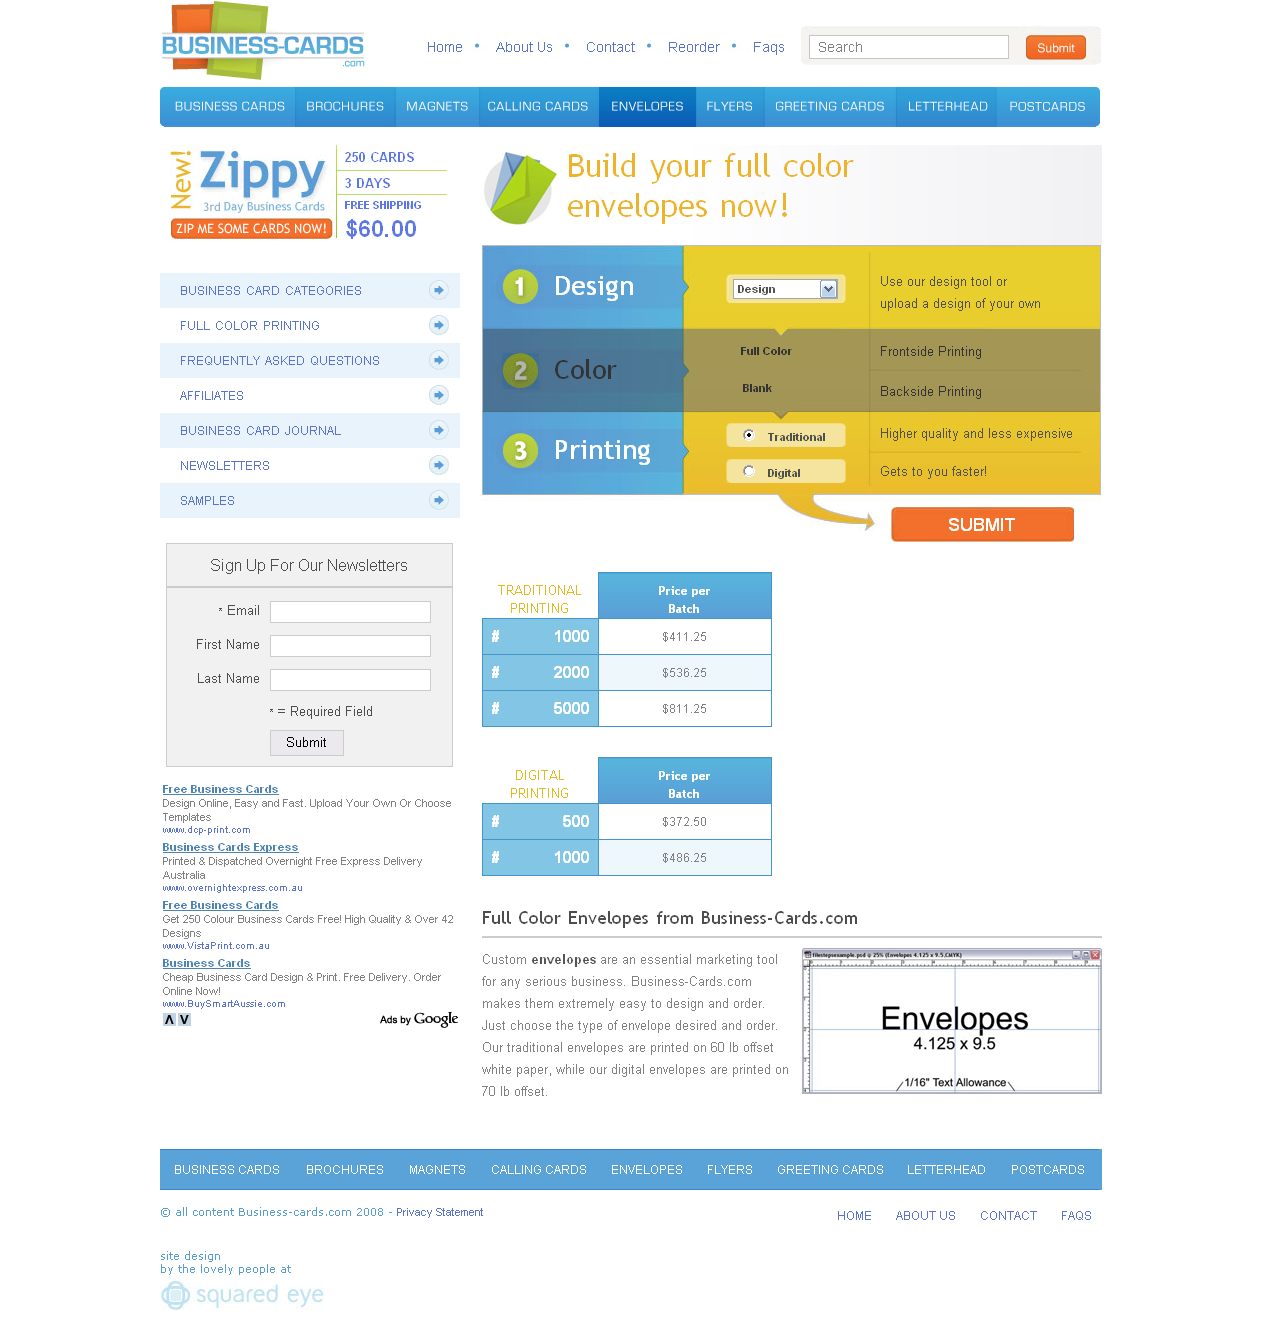 BUSINESS-CARDS
.com
Home • About Us • Contact • Reorder • Faqs
Search
Submit
BUSINESS CARDS BROCHURES MAGNETS CALLING CARDS ENVELOPES FLYERS GREETING CARDS LETTERHEAD POSTCARDS
New! Zippy
3rd Day Business Cards
ZIP ME SOME CARDS NOW!
250 CARDS
3 DAYS
FREE SHIPPING
$60.00
BUSINESS CARD CATEGORIES
FULL COLOR PRINTING
FREQUENTLY ASKED QUESTIONS
AFFILIATES
BUSINESS CARD JOURNAL
NEWSLETTERS
SAMPLES
Sign Up For Our Newsletters
* Email
First Name
Last Name
* = Required Field
Submit
Free Business Cards
Design Online, Easy and Fast. Upload Your Own Or Choose
Templates
www.dcp-print.com
Business Cards Express
Printed & Dispatched Overnight Free Express Delivery
Australia
www.overnightexpress.com.au
Free Business Cards
Get 250 Colour Business Cards Free! High Quality & Over 42
Designs
www.VistaPrint.com.au
Business Cards
Cheap Business Card Design & Print. Free Delivery. Order
Online Now!
www.BuySmartAussie.com
Ads by Google
Build your full color
envelopes now!
1 Design
Design
Use our design tool or
upload a design of your own
2 Color
Full Color
Frontside Printing
Blank
Backside Printing
3 Printing
Traditional
Higher quality and less expensive
Digital
Gets to you faster!
SUBMIT
TRADITIONAL
PRINTING
Price per
Batch
# 1000 $411.25
# 2000 $536.25
# 5000 $811.25
DIGITAL
PRINTING
Price per
Batch
# 500 $372.50
# 1000 $486.25
Full Color Envelopes from Business-Cards.com
Custom envelopes are an essential marketing tool
for any serious business. Business-Cards.com
makes them extremely easy to design and order.
Just choose the type of envelope desired and order.
Our traditional envelopes are printed on 60 lb offset
white paper, while our digital envelopes are printed on
70 lb offset.
filestepsexample.psd @ 25% (Envelopes 4.125 x 9.5,CMYK)
Envelopes
4.125 x 9.5
1/16" Text Allowance
BUSINESS CARDS BROCHURES MAGNETS CALLING CARDS ENVELOPES FLYERS GREETING CARDS LETTERHEAD POSTCARDS
© all content Business-cards.com 2008 - Privacy Statement
HOME ABOUT US CONTACT FAQS
site design
by the lovely people at
squared eye